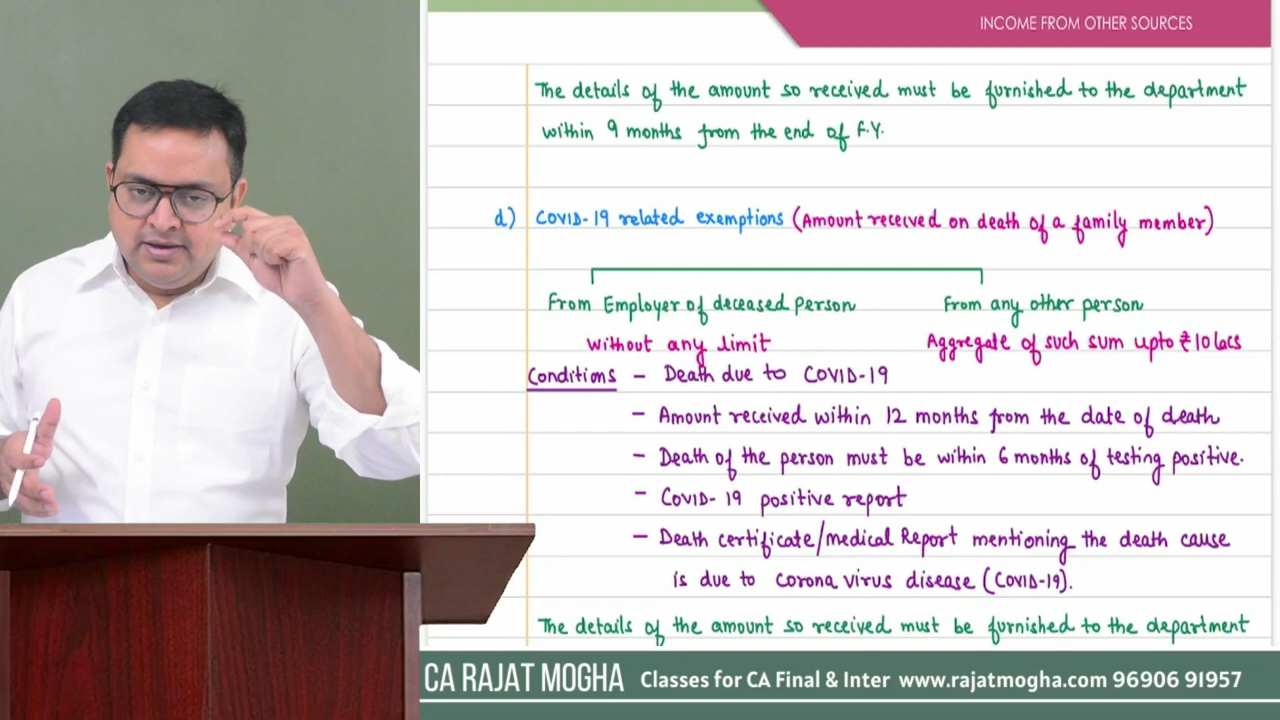 INCOME FROM OTHER SOURCES
The details of the amount so received must be furnished to the department
within 9 months from the end of F.Y.
d) COVID-19 related exemptions (Amount received on death of a family member)
From Employer of deceased person From any other person
without any limit Aggregate of such sum upto ₹10 lacs
Conditions - Death due to COVID-19
- Amount received within 12 months from the date of death
- Death of the person must be within 6 months of testing positive.
- COVID-19 positive report
- Death certificate/medical Report mentioning the death cause
is due to corona virus disease (COVID-19).
The details of the amount so received must be furnished to the department
CA RAJAT MOGHA Classes for CA Final & Inter www.rajatmogha.com 96906 91957